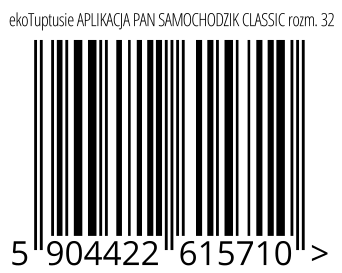 ekoTuptusie APLIKACJA PAN SAMOCHODZIK CLASSIC rozm. 32
5 904422 615710 >